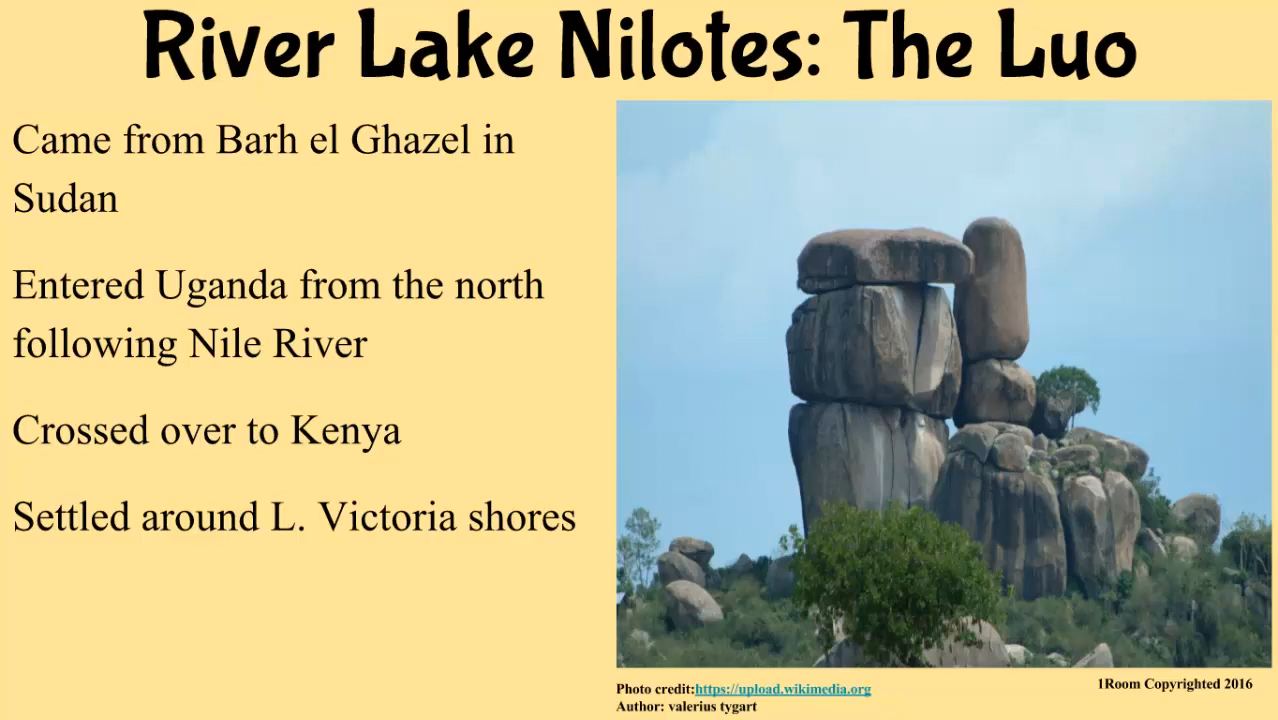 River Lake Nilotes: The Luo
Came from Barh el Ghazel in
Sudan
Entered Uganda from the north
following Nile River
Crossed over to Kenya
Settled around L. Victoria shores
Photo credit:https://upload.wikimedia.org
Author: valerius tygart
1Room Copyrighted 2016